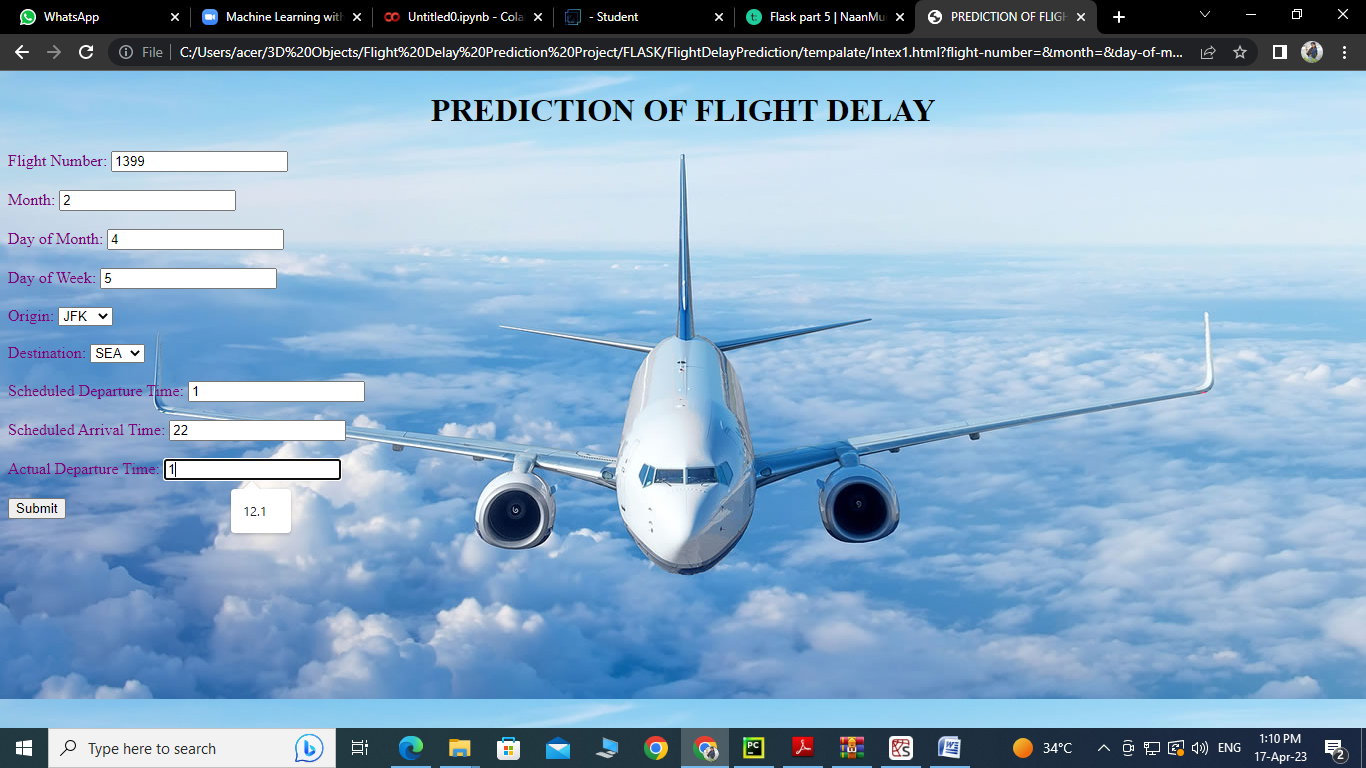 WhatsApp
Machine Learning with
Untitled0.ipynb - Cola
- Student
Flask part 5 | NaanMu
PREDICTION OF FLIGH
File
C:/Users/acer/3D%20Objects/Flight%20Delay%20Prediction%20Project/FLASK/FlightDelayPrediction/tempalate/Intex1.html?flight-number=&month=&day-of-m...
PREDICTION OF FLIGHT DELAY
Flight Number: 1399
Month: 2
Day of Month: 4
Day of Week: 5
Origin: JFK
Destination: SEA
Scheduled Departure Time: 1
Scheduled Arrival Time: 22
Actual Departure Time: 1
12.1
Submit
Type here to search
PC
KS
W
34°C
ENG
1:10 PM
17-Apr-23
2